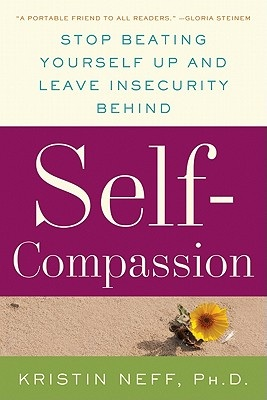 "A PORTABLE FRIEND TO ALL READERS." —GLORIA STEINEM
STOP BEATING
YOURSELF UP AND
LEAVE INSECURITY
BEHIND
Self-
Compassion
KRISTIN NEFF, PH.D.